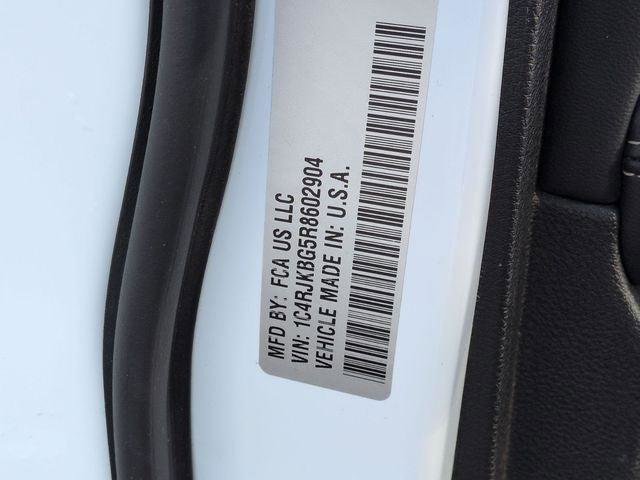 MFD BY: FCA US LLC
VIN: 1C4RJKBG5R8602904
VEHICLE MADE IN: U.S.A.